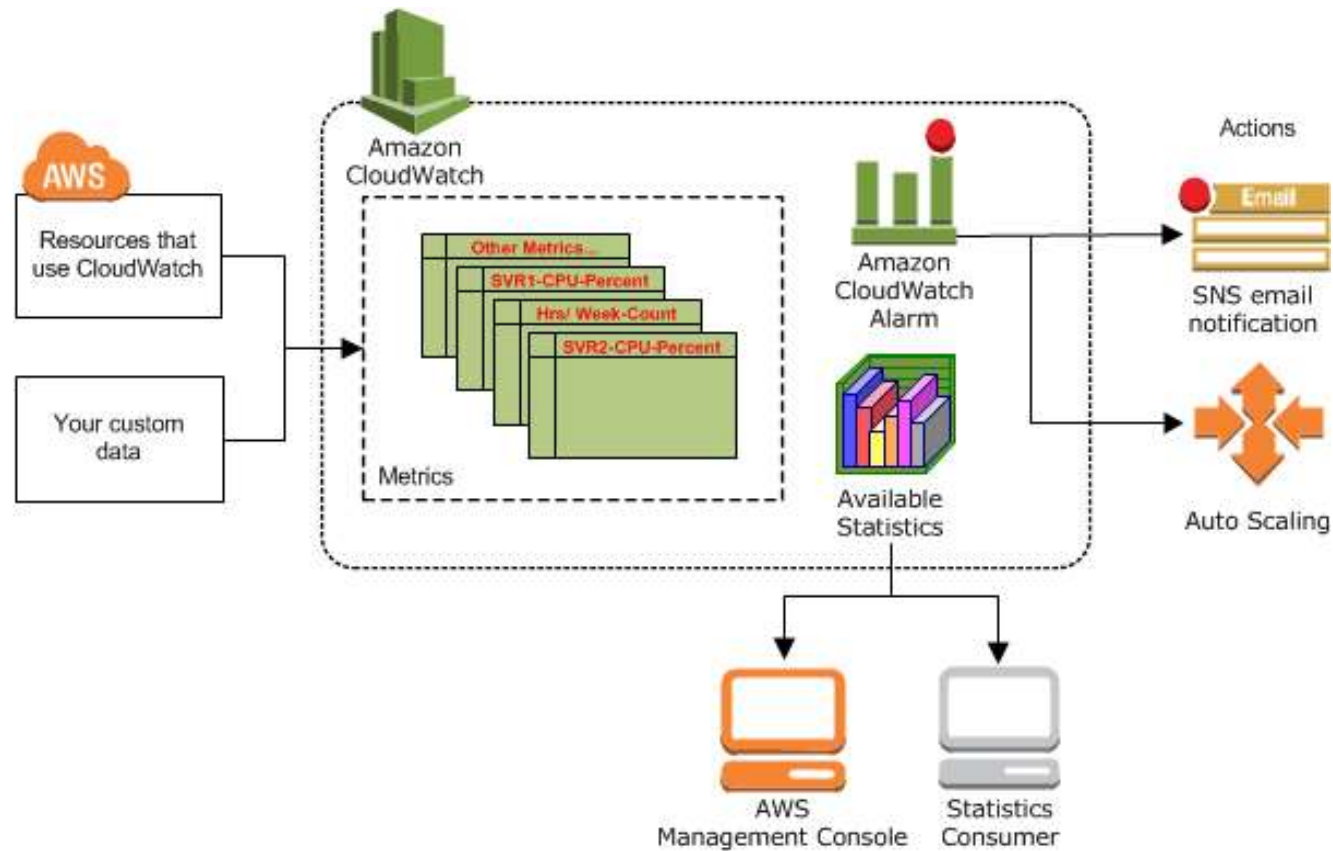 Amazon
CloudWatch
AWS
Resources that
use CloudWatch
Your custom
data
Other Metrics...
SVR1-CPU-Percent
Hrs/ Week-Count
SVR2-CPU-Percent
Metrics
Amazon
CloudWatch
Alarm
Available
Statistics
Actions
Email
SNS email
notification
Auto Scaling
AWS
Management Console
Statistics
Consumer